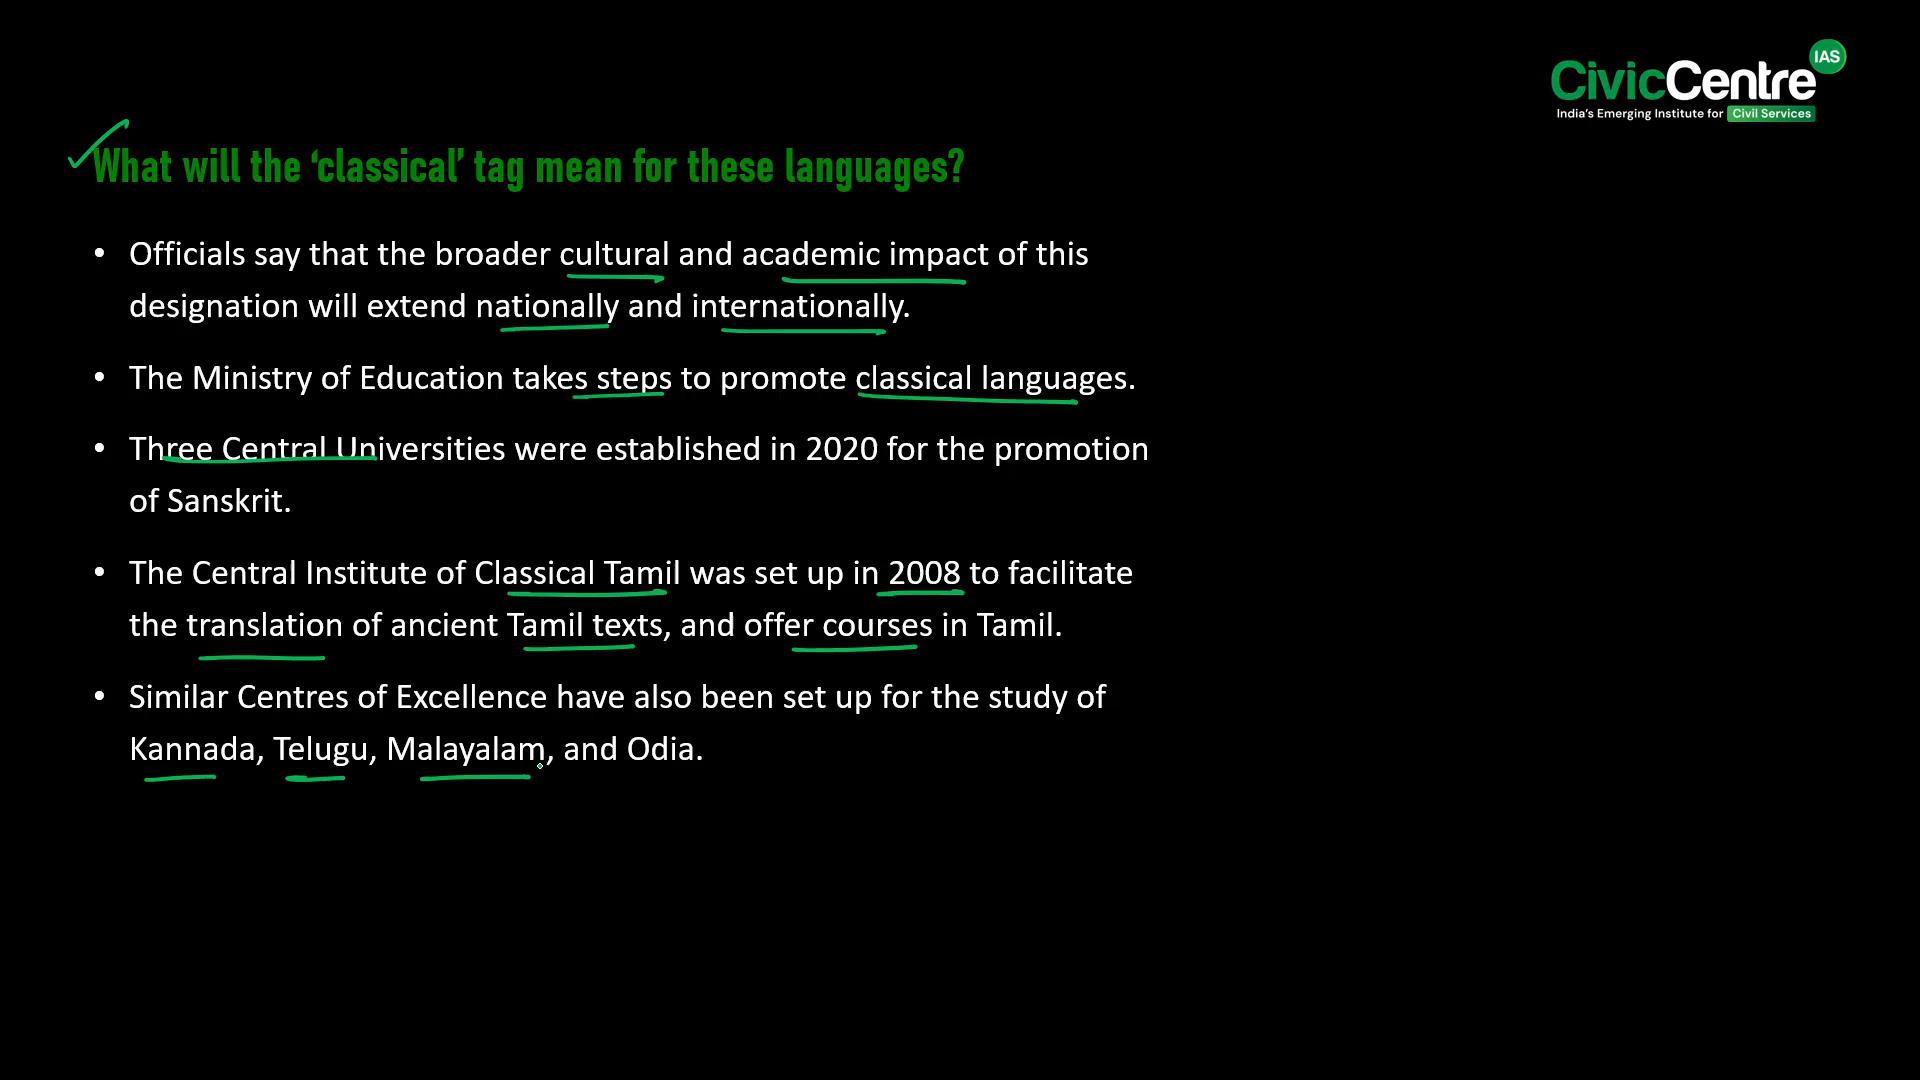 CivicCentre IAS
India's Emerging Institute for Civil Services
What will the ‘classical’ tag mean for these languages?
• Officials say that the broader cultural and academic impact of this
designation will extend nationally and internationally.
• The Ministry of Education takes steps to promote classical languages.
• Three Central Universities were established in 2020 for the promotion
of Sanskrit.
• The Central Institute of Classical Tamil was set up in 2008 to facilitate
the translation of ancient Tamil texts, and offer courses in Tamil.
• Similar Centres of Excellence have also been set up for the study of
Kannada, Telugu, Malayalam, and Odia.